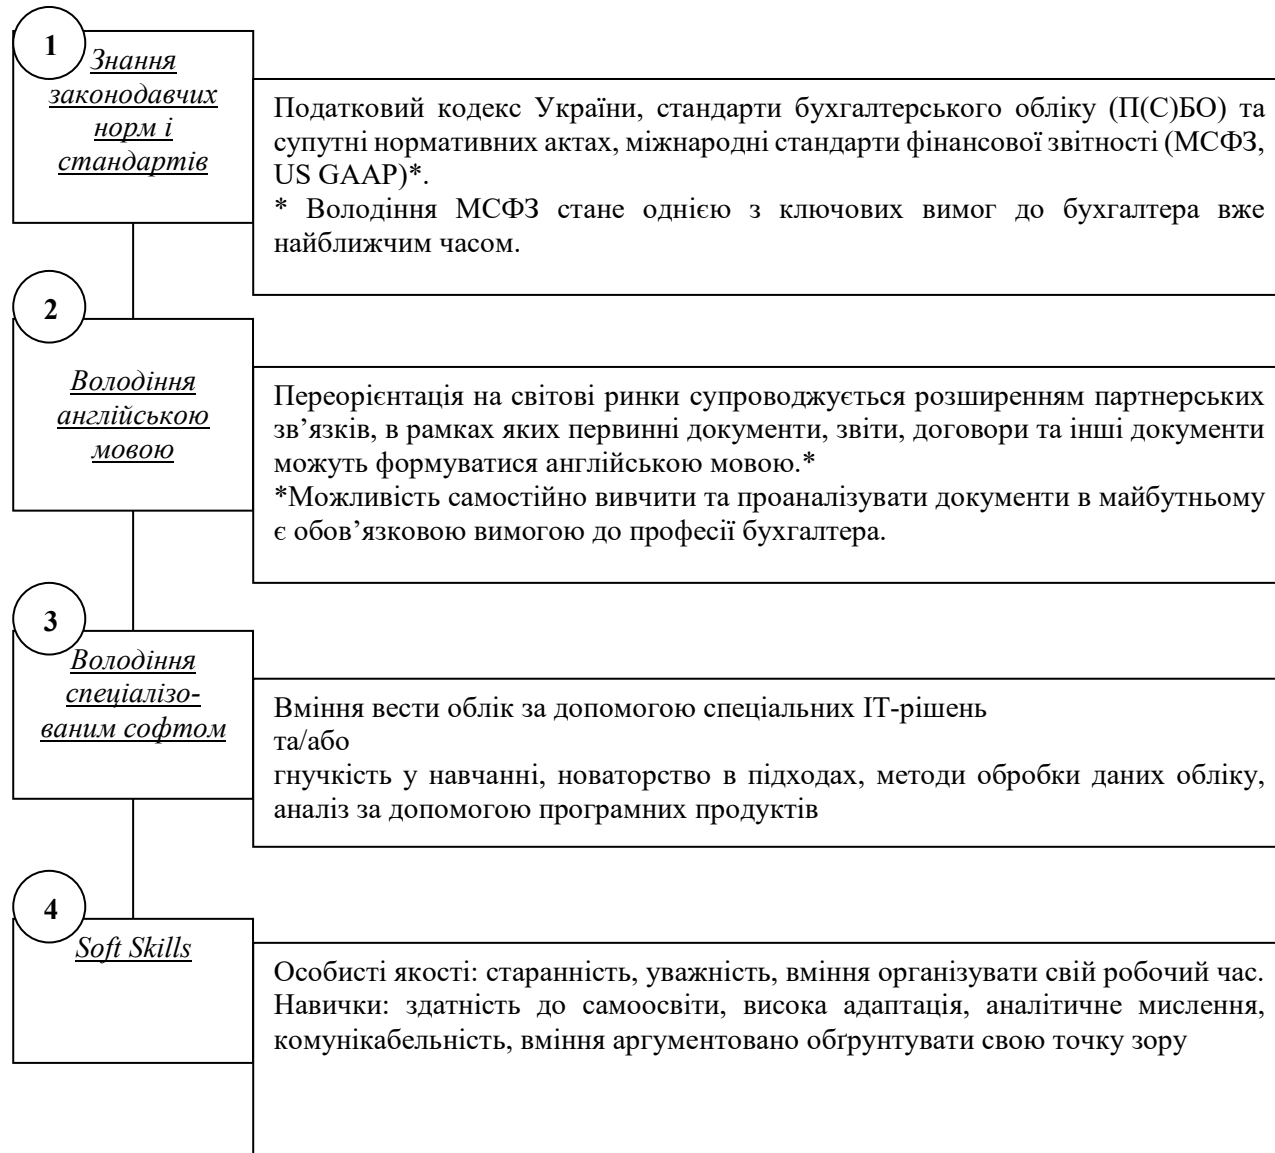 1
Знання
законодавчих
норм і
стандартів
Податковий кодекс України, стандарти бухгалтерського обліку (П(С)БО) та
супутні нормативних актах, міжнародні стандарти фінансової звітності (МСФЗ,
US GAAP)*.
* Володіння МСФЗ стане однією з ключових вимог до бухгалтера вже
найближчим часом.
2
Володіння
англійською
мовою
Переорієнтація на світові ринки супроводжується розширенням партнерських
зв’язків, в рамках яких первинні документи, звіти, договори та інші документи
можуть формуватися англійською мовою.*
*Можливість самостійно вивчити та проаналізувати документи в майбутньому
є обов’язковою вимогою до професії бухгалтера.
3
Володіння
спеціалізо-
ваним софтом
Вміння вести облік за допомогою спеціальних ІТ-рішень
та/або
гнучкість у навчанні, новаторство в підходах, методи обробки даних обліку,
аналіз за допомогою програмних продуктів
4
Soft Skills
Особисті якості: старанність, уважність, вміння організувати свій робочий час.
Навички: здатність до самоосвіти, висока адаптація, аналітичне мислення,
комунікабельність, вміння аргументовано обґрунтувати свою точку зору